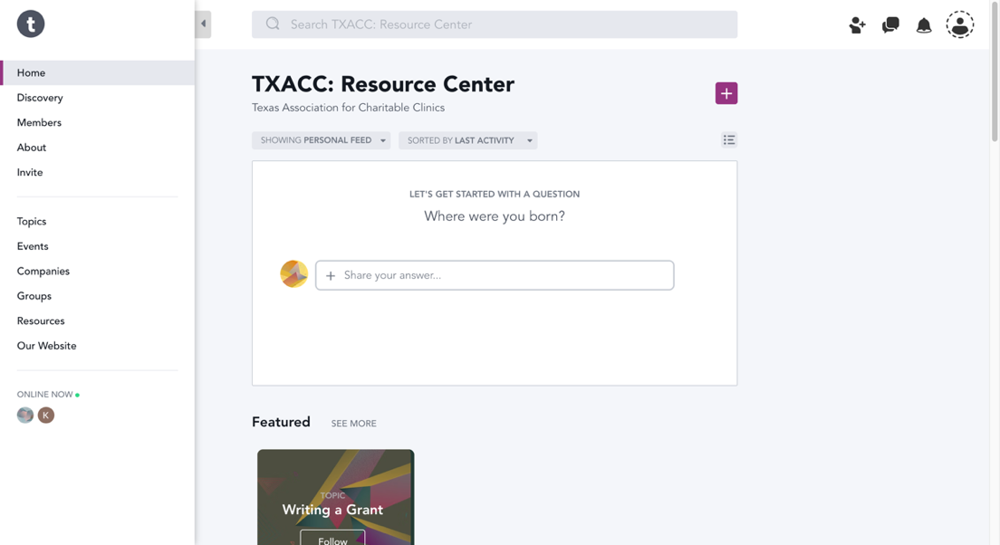 t
Search TXACC: Resource Center
Home
Discovery
Members
About
Invite
Topics
Events
Companies
Groups
Resources
Our Website
ONLINE NOW
K
TXACC: Resource Center
Texas Association for Charitable Clinics
SHOWING PERSONAL FEED
SORTED BY LAST ACTIVITY
LET'S GET STARTED WITH A QUESTION
Where were you born?
Share your answer...
Featured SEE MORE
TOPIC
Writing a Grant
Follow